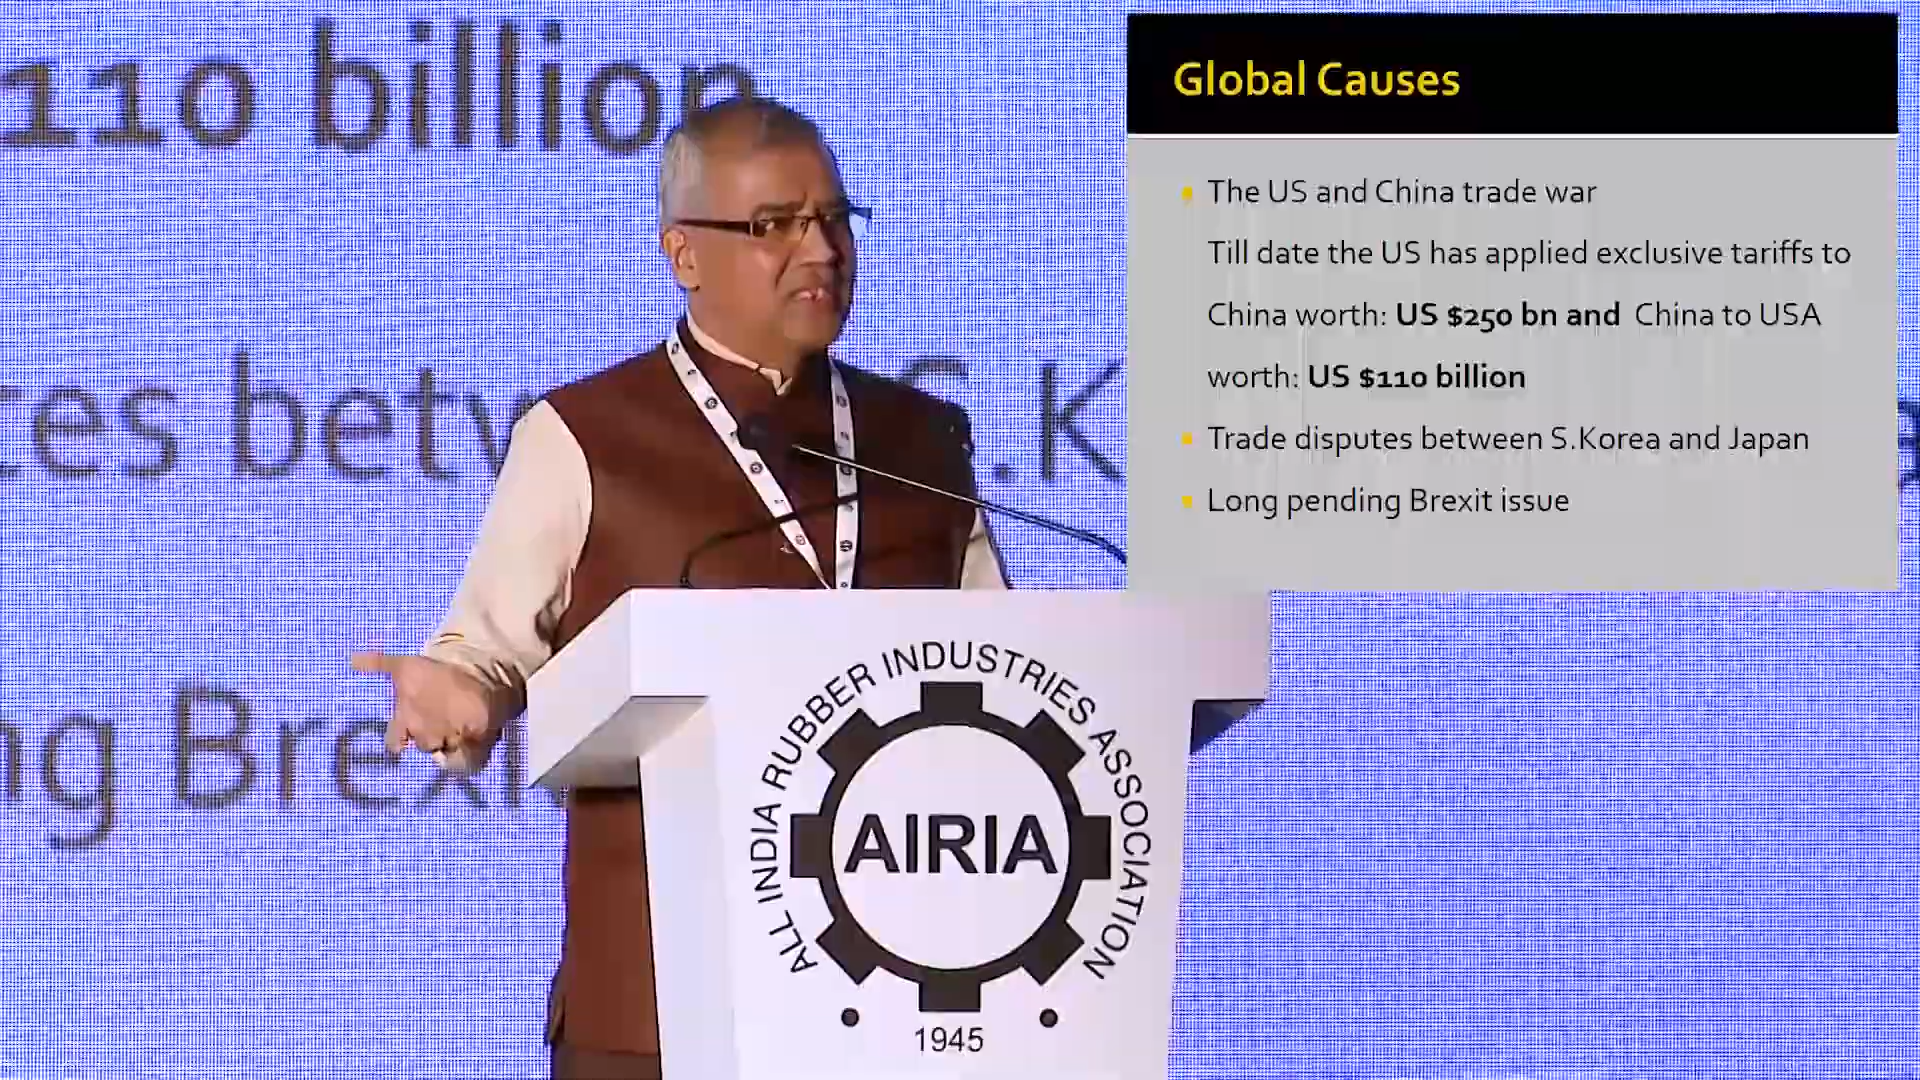 110 billion
tes betw S.K
ng Brexi
Global Causes
The US and China trade war
Till date the US has applied exclusive tariffs to
China worth: US $250 bn and China to USA
worth: US $110 billion
Trade disputes between S.Korea and Japan
Long pending Brexit issue
ALL INDIA RUBBER INDUSTRIES ASSOCIATION
AIRIA
1945